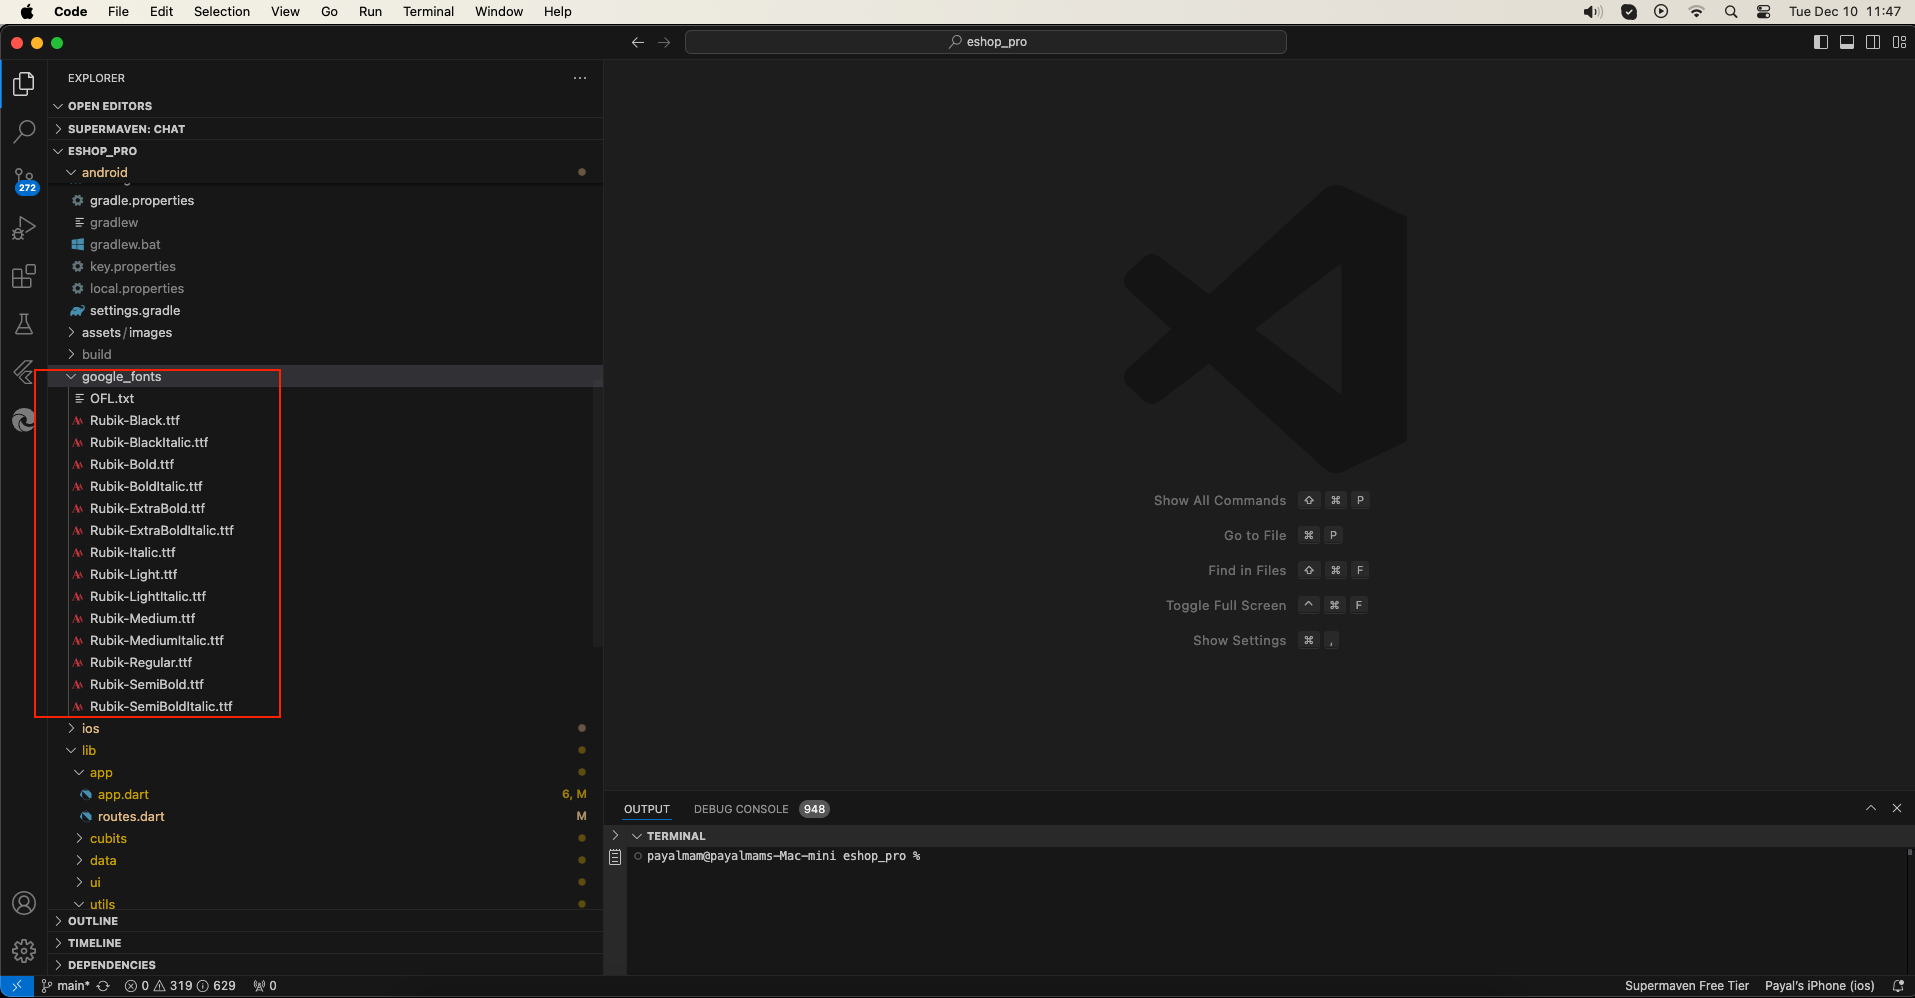 Code File Edit Selection View Go Run Terminal Window Help Tue Dec 10 11:47
eshop_pro
EXPLORER
OPEN EDITORS
SUPERMAVEN: CHAT
ESHOP_PRO
android
gradle.properties
gradlew
gradlew.bat
key.properties
local.properties
settings.gradle
assets/images
build
google_fonts
OFL.txt
Rubik-Black.ttf
Rubik-BlackItalic.ttf
Rubik-Bold.ttf
Rubik-BoldItalic.ttf
Rubik-ExtraBold.ttf
Rubik-ExtraBoldItalic.ttf
Rubik-Italic.ttf
Rubik-Light.ttf
Rubik-LightItalic.ttf
Rubik-Medium.ttf
Rubik-MediumItalic.ttf
Rubik-Regular.ttf
Rubik-SemiBold.ttf
Rubik-SemiBoldItalic.ttf
ios
lib
app
app.dart 6, M
routes.dart M
cubits
data
ui
utils
OUTLINE
TIMELINE
DEPENDENCIES
272
Show All Commands ⇧ ⌘ P
Go to File ⌘ P
Find in Files ⇧ ⌘ F
Toggle Full Screen ^ ⌘ F
Show Settings ⌘ ,
OUTPUT DEBUG CONSOLE 948
TERMINAL
payalmam@payalmams-Mac-mini eshop_pro %
main* 0 319 629 0 Supermaven Free Tier Payal's iPhone (ios)